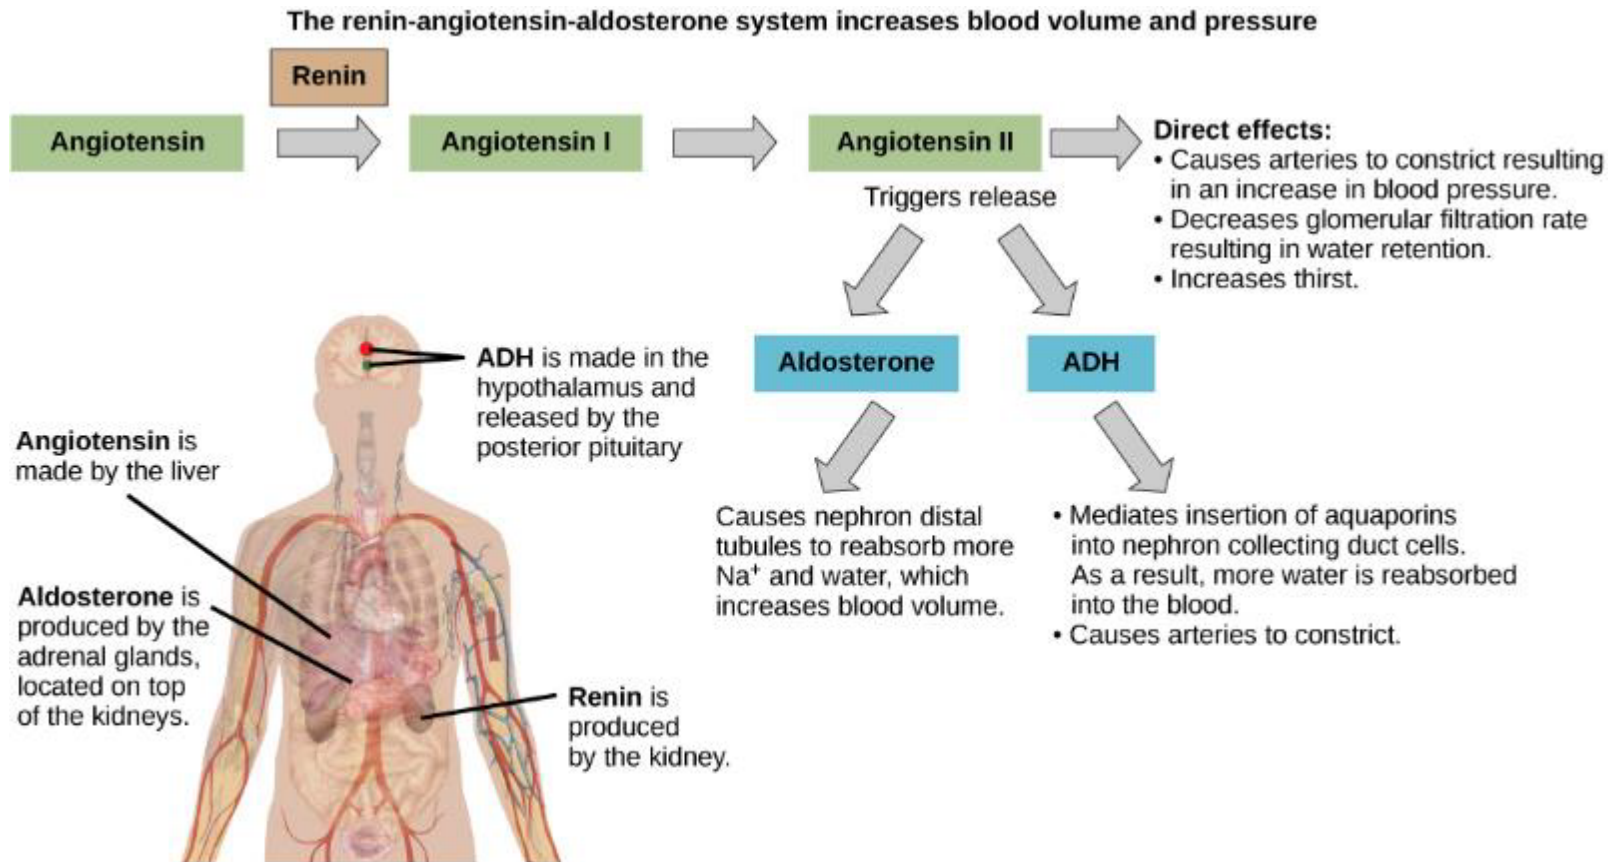 The renin-angiotensin-aldosterone system increases blood volume and pressure
Renin
Angiotensin
Angiotensin I
Angiotensin II
Direct effects:
• Causes arteries to constrict resulting
in an increase in blood pressure.
• Decreases glomerular filtration rate
resulting in water retention.
• Increases thirst.
Triggers release
Aldosterone
ADH
ADH is made in the
hypothalamus and
released by the
posterior pituitary
Angiotensin is
made by the liver
Aldosterone is
produced by the
adrenal glands,
located on top
of the kidneys.
Renin is
produced
by the kidney.
Causes nephron distal
tubules to reabsorb more
Na⁺ and water, which
increases blood volume.
• Mediates insertion of aquaporins
into nephron collecting duct cells.
As a result, more water is reabsorbed
into the blood.
• Causes arteries to constrict.